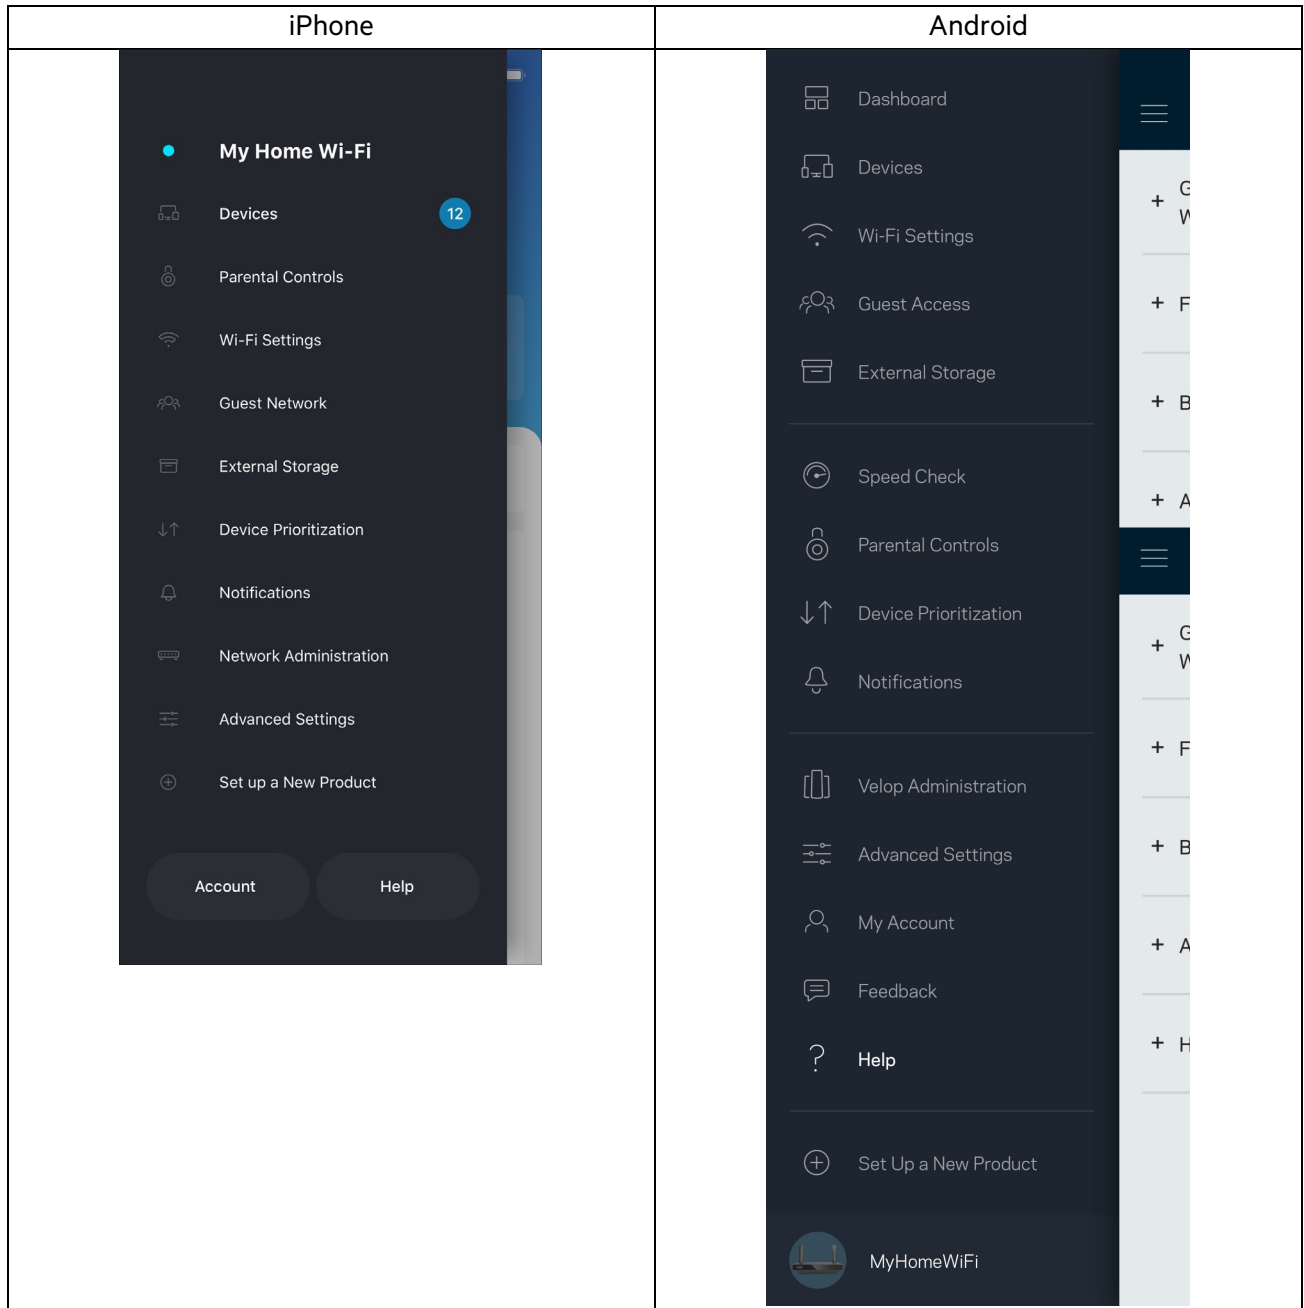 iPhone
Android
My Home Wi-Fi
Devices
12
Parental Controls
Wi-Fi Settings
Guest Network
External Storage
Device Prioritization
Notifications
Network Administration
Advanced Settings
Set up a New Product
Account
Help
Dashboard
Devices
Wi-Fi Settings
Guest Access
External Storage
Speed Check
Parental Controls
Device Prioritization
Notifications
Velop Administration
Advanced Settings
My Account
Feedback
Help
Set Up a New Product
MyHomeWiFi